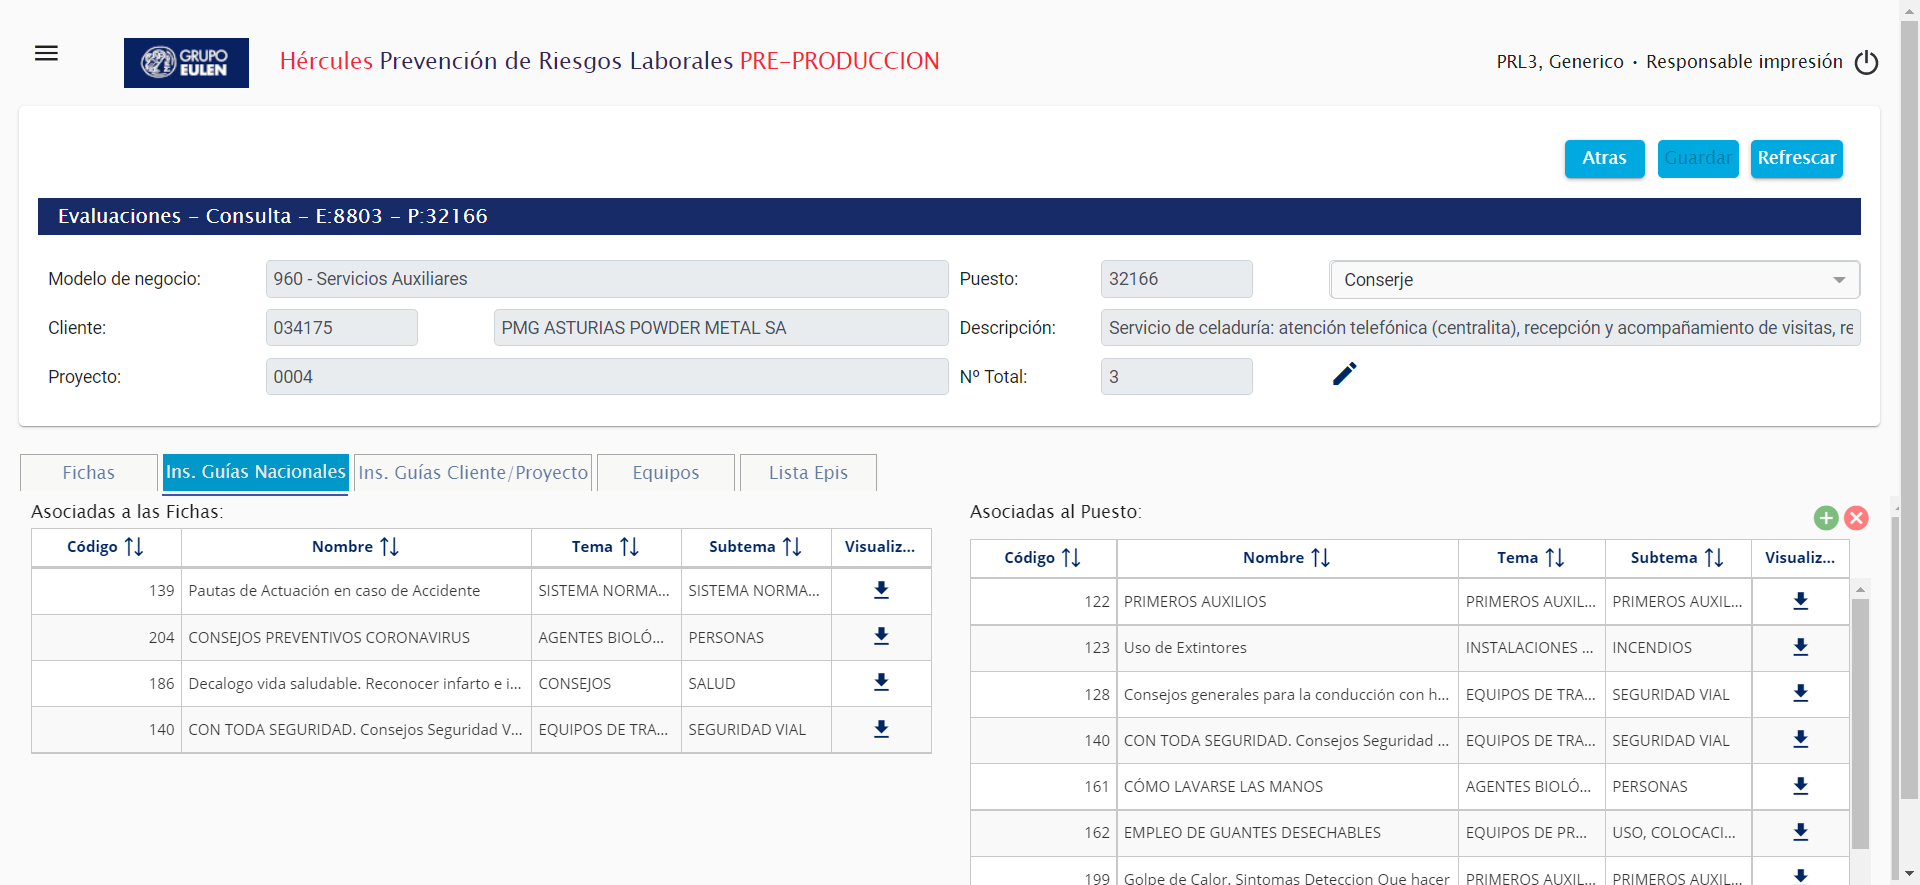 GRUPO
EULEN
Hércules Prevención de Riesgos Laborales PRE-PRODUCCION
PRL3, Generico · Responsable impresión
Atras
Guardar
Refrescar
Evaluaciones - Consulta - E:8803 - P:32166
Modelo de negocio:
960 - Servicios Auxiliares
Puesto:
32166
Conserje
Cliente:
034175
PMG ASTURIAS POWDER METAL SA
Descripción:
Servicio de celaduría: atención telefónica (centralita), recepción y acompañamiento de visitas, re
Proyecto:
0004
Nº Total:
3
Fichas
Ins. Guías Nacionales
Ins. Guías Cliente/Proyecto
Equipos
Lista Epis
Asociadas a las Fichas:
Código Nombre Tema Subtema Visualiz...
139 Pautas de Actuación en caso de Accidente SISTEMA NORMA... SISTEMA NORMA...
204 CONSEJOS PREVENTIVOS CORONAVIRUS AGENTES BIOLÓ... PERSONAS
186 Decalogo vida saludable. Reconocer infarto e i... CONSEJOS SALUD
140 CON TODA SEGURIDAD. Consejos Seguridad V... EQUIPOS DE TRA... SEGURIDAD VIAL
Asociadas al Puesto:
Código Nombre Tema Subtema Visualiz...
122 PRIMEROS AUXILIOS PRIMEROS AUXIL... PRIMEROS AUXIL...
123 Uso de Extintores INSTALACIONES ... INCENDIOS
128 Consejos generales para la conducción con h... EQUIPOS DE TRA... SEGURIDAD VIAL
140 CON TODA SEGURIDAD. Consejos Seguridad ... EQUIPOS DE TRA... SEGURIDAD VIAL
161 CÓMO LAVARSE LAS MANOS AGENTES BIOLÓ... PERSONAS
162 EMPLEO DE GUANTES DESECHABLES EQUIPOS DE PR... USO, COLOCACI...
199 Golpe de Calor. Sintomas Deteccion Que hacer PRIMEROS AUXIL... PRIMEROS AUXIL...